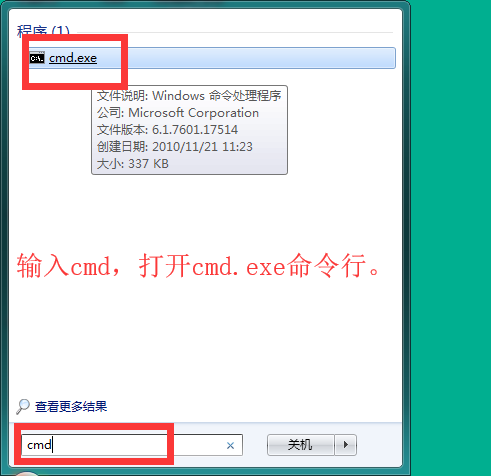 程序 (1)
cmd.exe
文件说明: Windows 命令处理程序
公司: Microsoft Corporation
文件版本: 6.1.7601.17514
创建日期: 2010/11/21 11:23
大小: 337 KB
输入cmd，打开cmd.exe命令行。
查看更多结果
cmd
关机